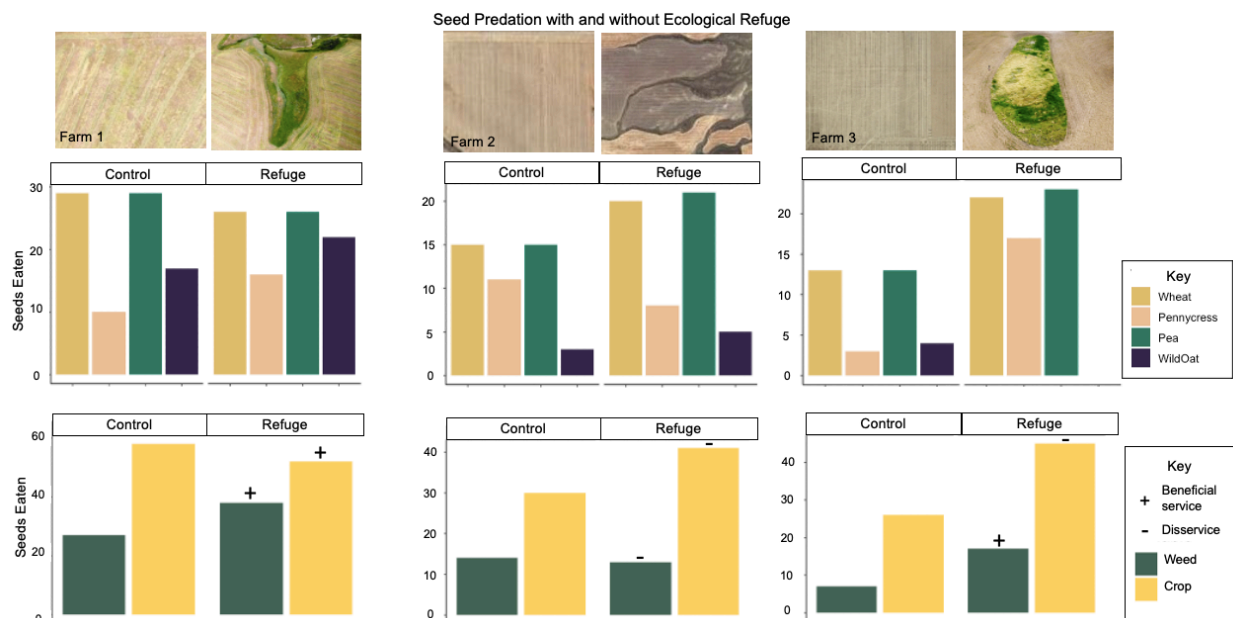 Seed Predation with and without Ecological Refuge
Farm 1
Farm 2
Farm 3
Control
Refuge
Control
Refuge
Control
Refuge
Seeds Eaten
30
20
10
0
20
15
10
5
0
20
15
10
5
0
Key
Wheat
Pennycress
Pea
WildOat
Control
Refuge
Control
Refuge
Control
Refuge
Seeds Eaten
60
40
20
0
+
+
40
30
20
10
0
-
-
40
30
20
10
0
+
-
Key
+ Beneficial
service
- Disservice
Weed
Crop